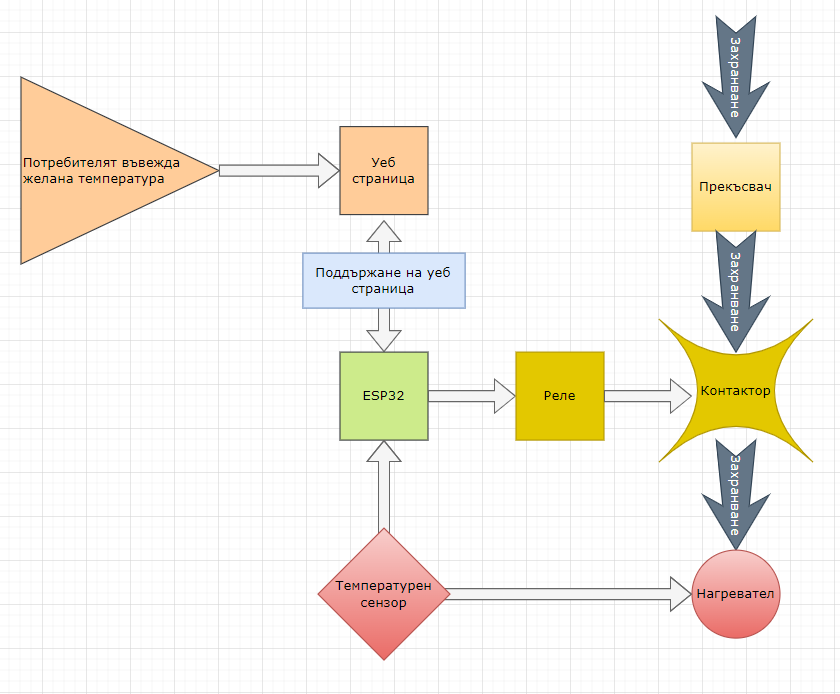 Захранване
Потребителят въвежда
желана температура
Уеб
страница
Прекъсвач
Захранване
Поддържане на уеб
страница
ESP32
Реле
Контактор
Захранване
Температурен
сензор
Нагревател